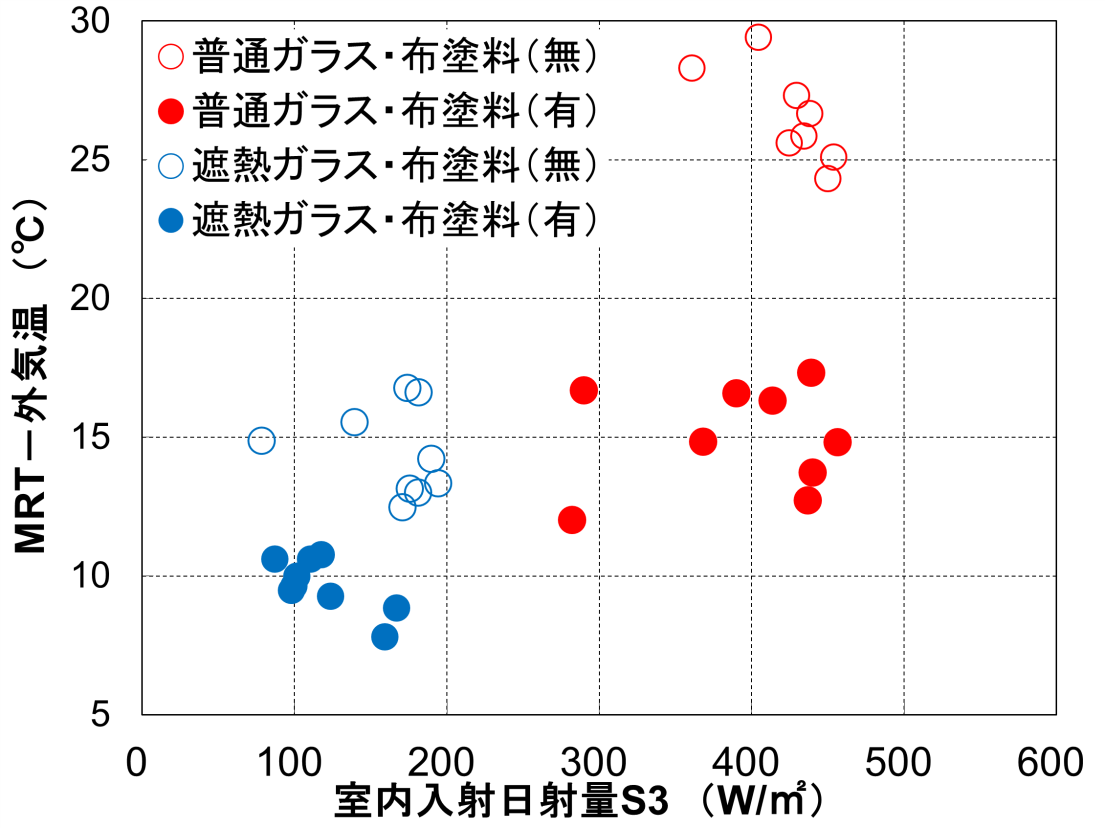 30
25
20
15
10
5
MRT－外気温 （℃）
普通ガラス・布塗料（無）
普通ガラス・布塗料（有）
遮熱ガラス・布塗料（無）
遮熱ガラス・布塗料（有）
0 100 200 300 400 500 600
室内入射日射量S3 （W/㎡）